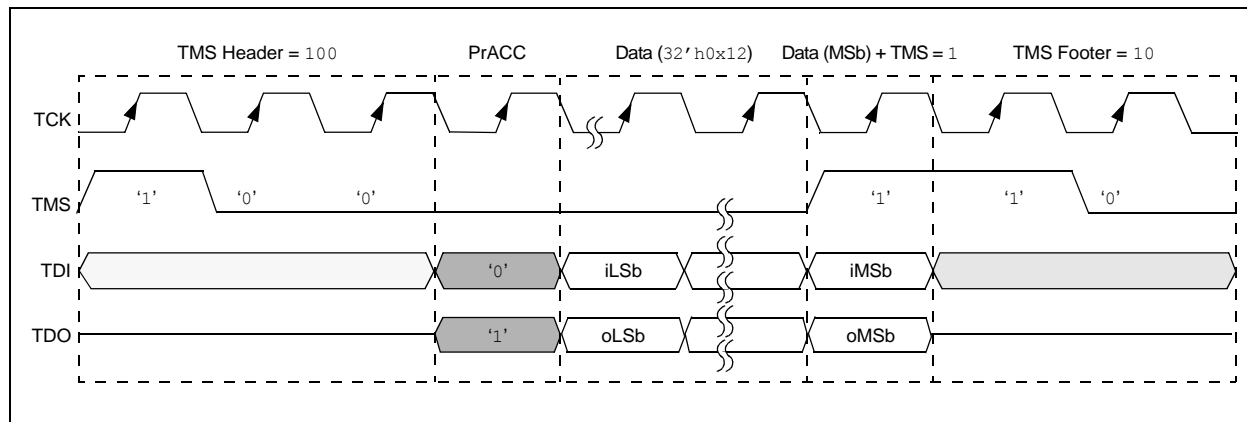 TMS Header = 100 PrACC Data (32’h0x12) Data (MSb) + TMS = 1 TMS Footer = 10
TCK
TMS ‘1’ ‘0’ ‘0’ ‘1’ ‘1’ ‘0’
TDI ‘0’ iLSb iMSb
TDO ‘1’ oLSb oMSb